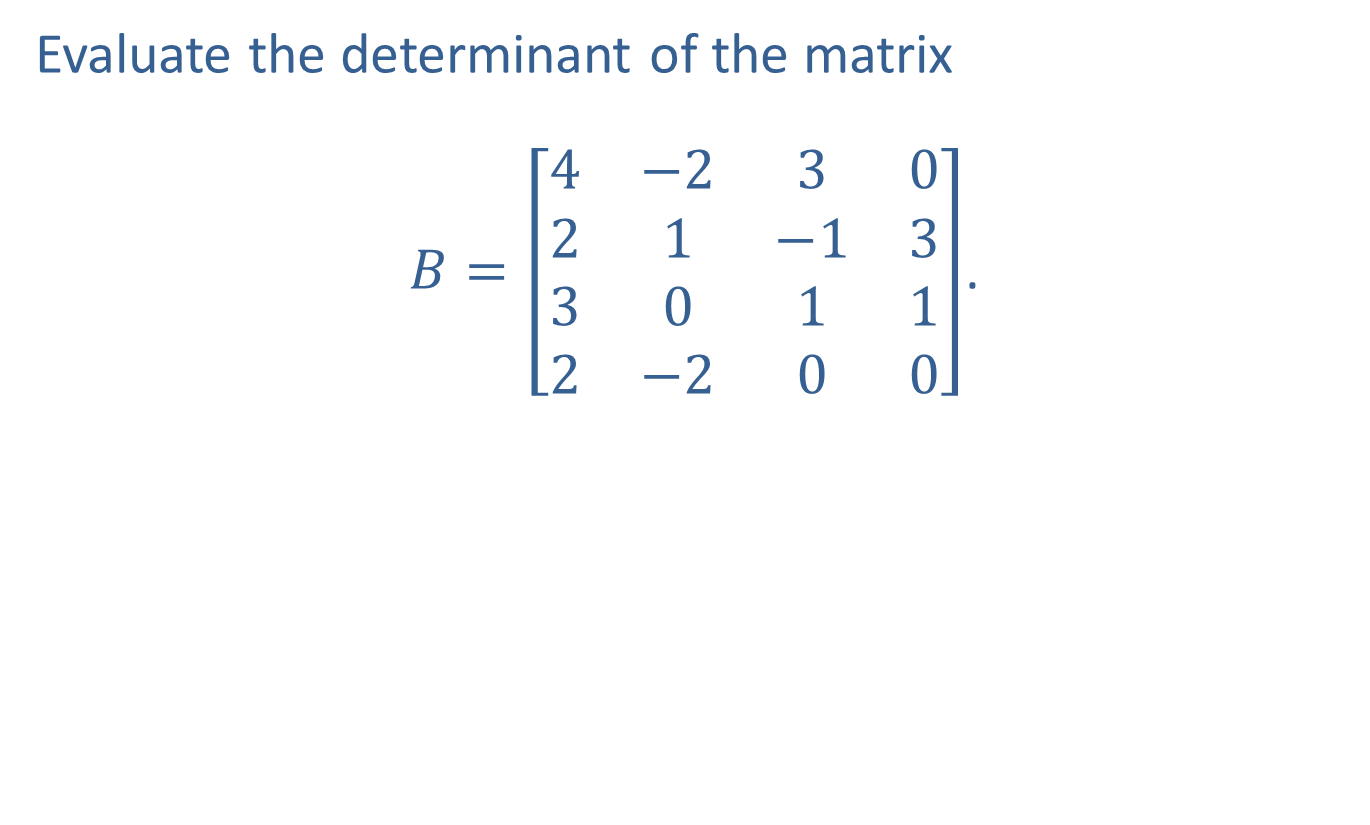 Evaluate the determinant of the matrix
B = [4 −2 3 0
2 1 −1 3
3 0 1 1
2 −2 0 0].